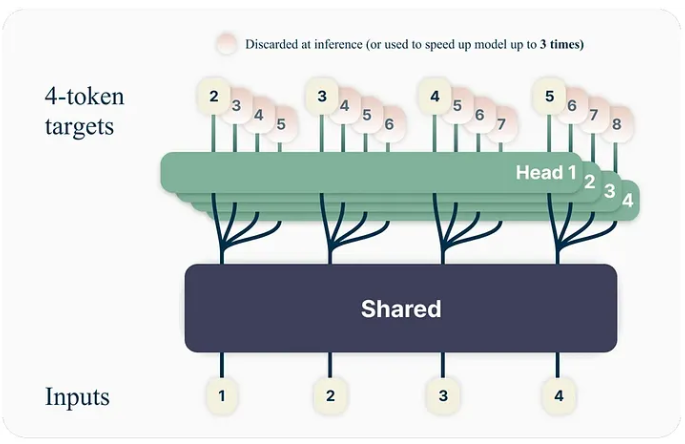 Discarded at inference (or used to speed up model up to 3 times)
4-token
targets
2 3 4 5 3 4 5 6 4 5 6 7 5 6 7 8
Head 1 2 3 4
Shared
Inputs
1 2 3 4